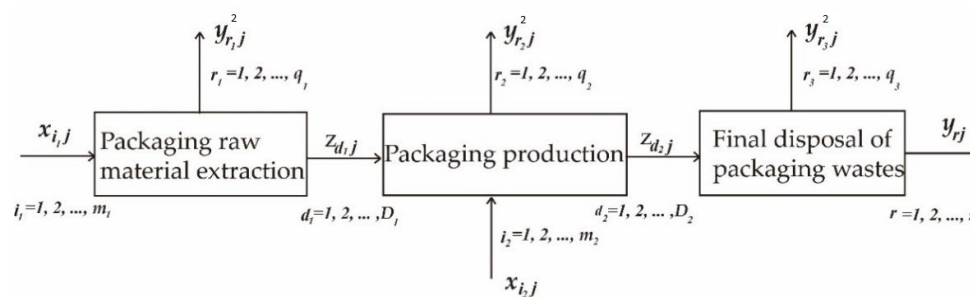 y²r₁j y²r₂j y²r₃j
r₁=1, 2, ..., q₁ r₂=1, 2, ..., q₂ r₃=1, 2, ..., q₃
xi₁j Packaging raw material extraction zd₁j Packaging production zd₂j Final disposal of packaging wastes yrj
i₁=1, 2, ..., m₁ d₁=1, 2, ... ,D₁ i₂=1, 2, ..., m₂ d₂=1, 2, ... ,D₂ r =1, 2, ...,
xi₂j